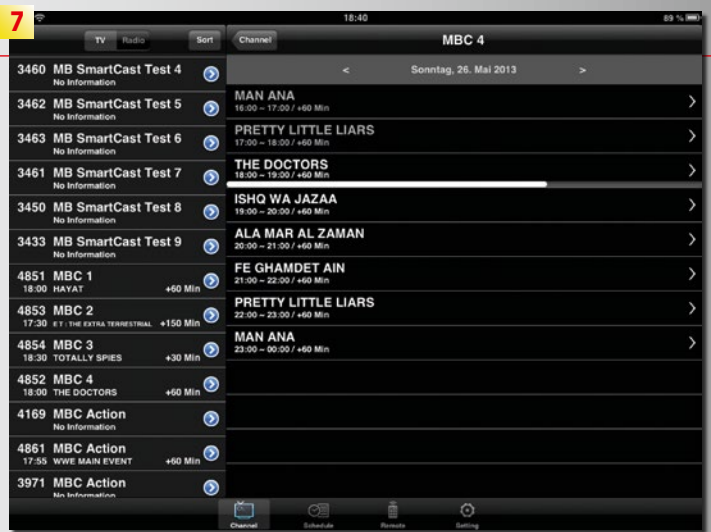 7
18:40
89 %
TV Radio Sort
Channel
MBC 4
< Sonntag, 26. Mai 2013 >
3460 MB SmartCast Test 4
No Information
3462 MB SmartCast Test 5
No Information
3463 MB SmartCast Test 6
No Information
3461 MB SmartCast Test 7
No Information
3450 MB SmartCast Test 8
No Information
3433 MB SmartCast Test 9
No Information
4851 MBC 1
18:00 HAYAT +60 Min
4853 MBC 2
17:30 E T : THE EXTRA TERRESTRIAL +150 Min
4854 MBC 3
18:30 TOTALLY SPIES +30 Min
4852 MBC 4
18:00 THE DOCTORS +60 Min
4169 MBC Action
No Information
4861 MBC Action
17:55 WWE MAIN EVENT +60 Min
3971 MBC Action
No Information
MAN ANA
16:00 ~ 17:00 / +60 Min
PRETTY LITTLE LIARS
17:00 ~ 18:00 / +60 Min
THE DOCTORS
18:00 ~ 19:00 / +60 Min
ISHQ WA JAZAA
19:00 ~ 20:00 / +60 Min
ALA MAR AL ZAMAN
20:00 ~ 21:00 / +60 Min
FE GHAMDET AIN
21:00 ~ 22:00 / +60 Min
PRETTY LITTLE LIARS
22:00 ~ 23:00 / +60 Min
MAN ANA
23:00 ~ 00:00 / +60 Min
Channel Schedule Remote Setting